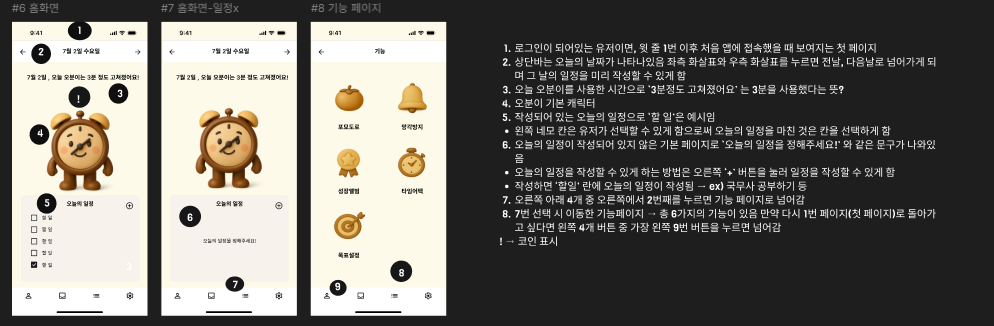 #6 홈화면
#7 홈화면-일정x
#8 기능 페이지
9:41
1
2
7월 2일 수요일
7월 2일 , 오늘 오분이는 3분 정도 고쳐졌어요!
!
3
4
5
오늘의 일정
할 일
할 일
할 일
할 일
할 일
9:41
7월 2일 수요일
7월 2일 , 오늘 오분이는 3분 정도 고쳐졌어요!
오늘의 일정
6
오늘의 일정을 정해주세요!
7
9:41
기능
포모도로
망각방지
성장앨범
타임어택
목표설정
8
9
1. 로그인이 되어있는 유저이면, 윗 줄 1번 이후 처음 앱에 접속했을 때 보여지는 첫 페이지
2. 상단바는 오늘의 날짜가 나타나있음 좌측 화살표와 우측 화살표를 누르면 전날, 다음날로 넘어가게 되
며 그 날의 일정을 미리 작성할 수 있게 함
3. 오늘 오분이를 사용한 시간으로 '3분정도 고쳐졌어요' 는 3분을 사용했다는 뜻?
4. 오분이 기본 캐릭터
5. 작성되어 있는 오늘의 일정으로 '할 일'은 예시임
• 왼쪽 네모 칸은 유저가 선택할 수 있게 함으로써 오늘의 일정을 마친 것은 칸을 선택하게 함
6. 오늘의 일정이 작성되어 있지 않은 기본 페이지로 '오늘의 일정을 정해주세요!' 와 같은 문구가 나와있
음
• 오늘의 일정을 작성할 수 있게 하는 방법은 오른쪽 '+' 버튼을 눌러 일정을 작성할 수 있게 함
• 작성하면 '할일' 란에 오늘의 일정이 작성됨 → ex) 국무사 공부하기 등
7. 오른쪽 아래 4개 중 오른쪽에서 2번째를 누르면 기능 페이지로 넘어감
8. 7번 선택 시 이동한 기능페이지 → 총 6가지의 기능이 있음 만약 다시 1번 페이지(첫 페이지)로 돌아가
고 싶다면 왼쪽 4개 버튼 중 가장 왼쪽 9번 버튼을 누르면 넘어감
! → 코인 표시